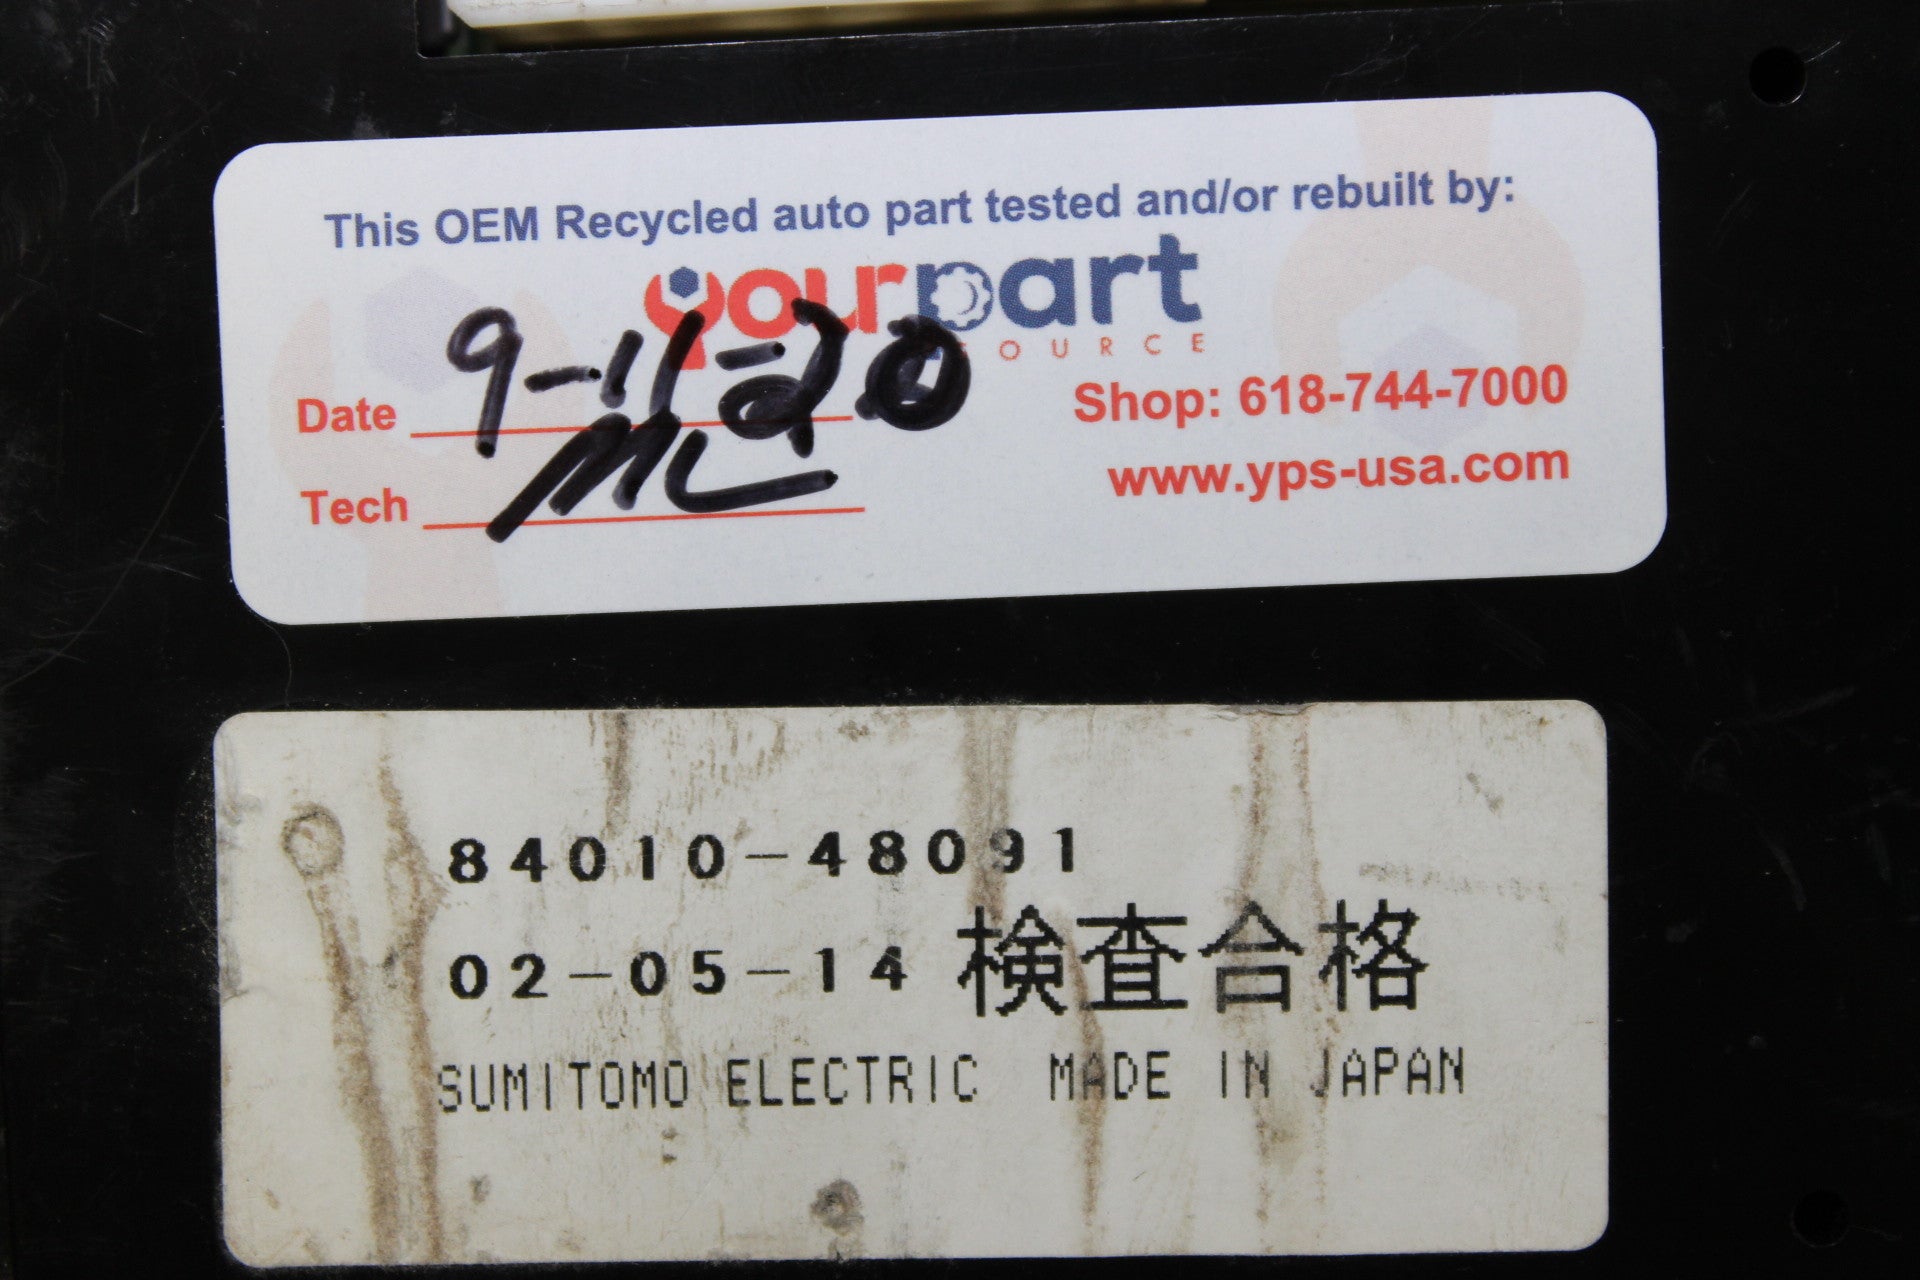 This OEM Recycled auto part tested and/or rebuilt by:
yourpart
SOURCE
Date 9-11-20
Shop: 618-744-7000
www.yps-usa.com
Tech ML
84010-48091
02-05-14 検査合格
SUMITOMO ELECTRIC MADE IN JAPAN